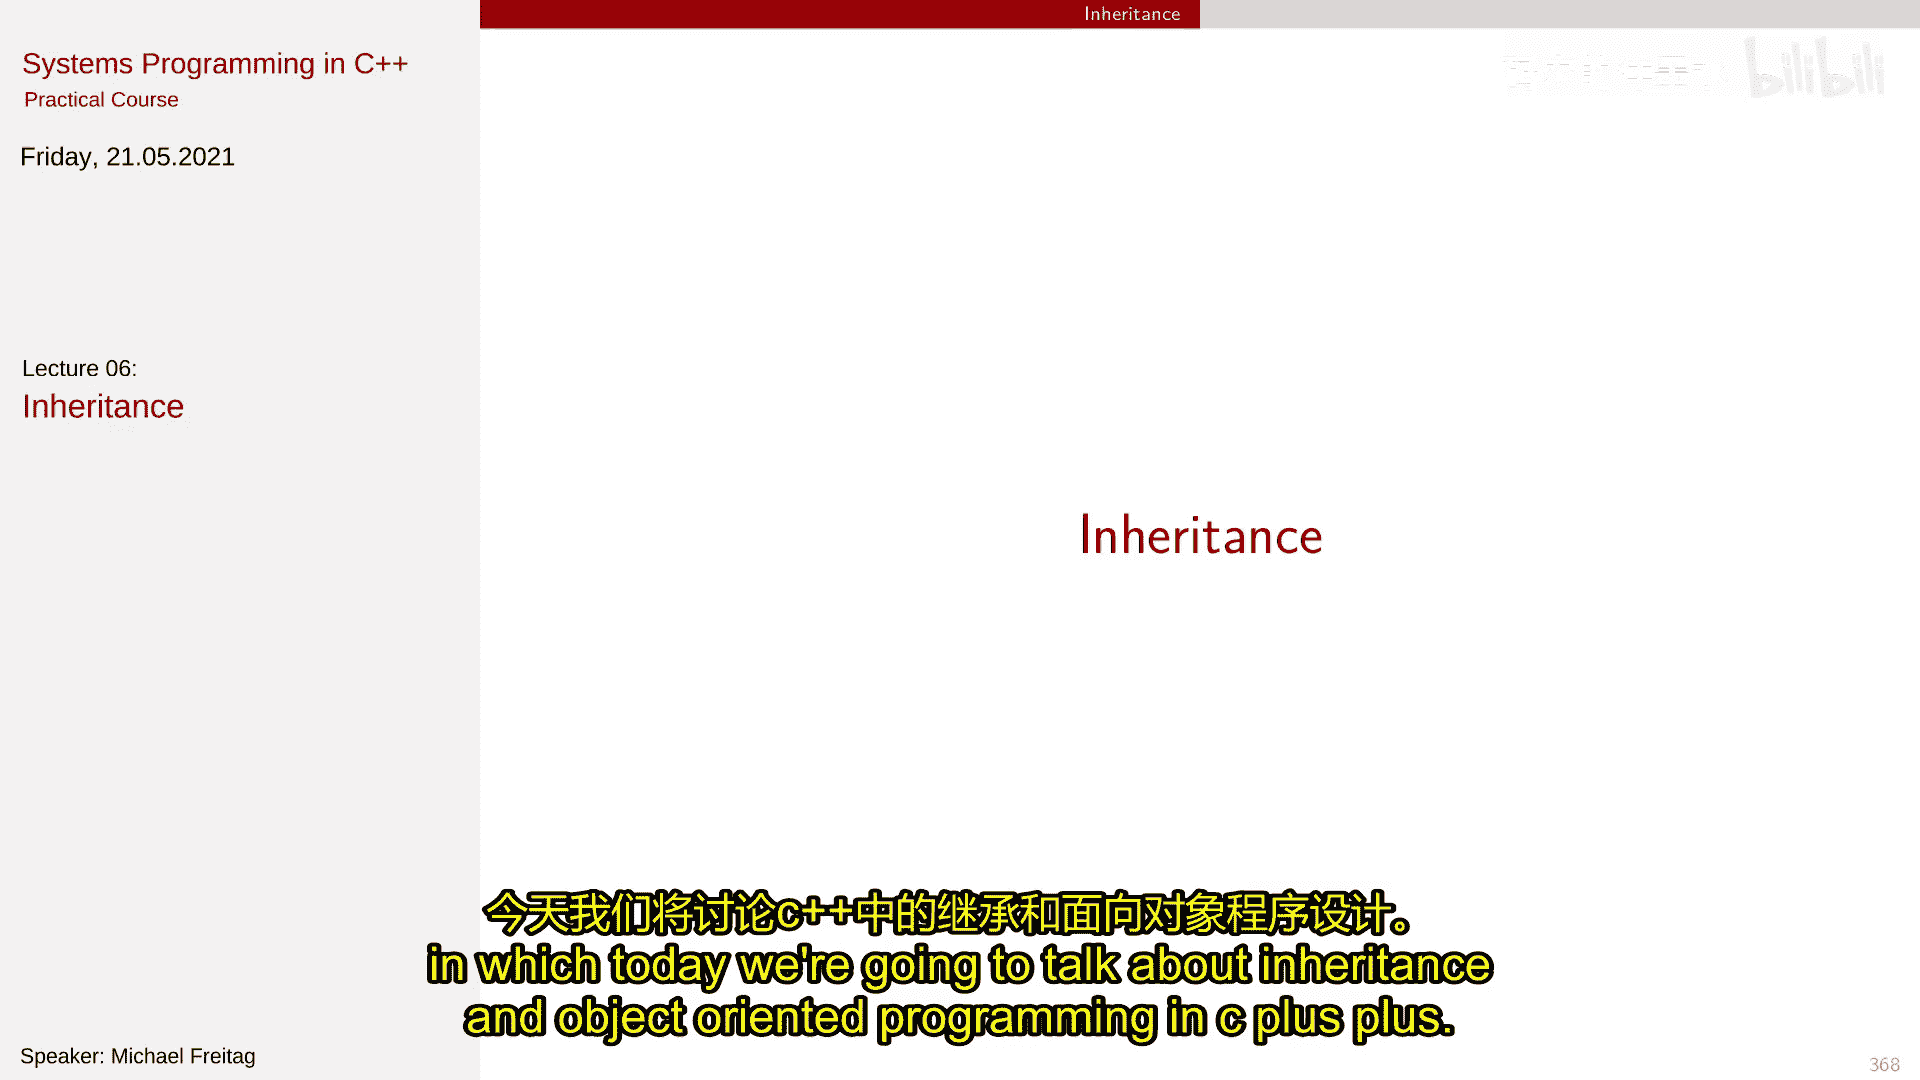 Inheritance
Systems Programming in C++
Practical Course
Friday, 21.05.2021
bilibili
Lecture 06:
Inheritance
Inheritance
今天我们将讨论c++中的继承和面向对象程序设计。
in which today we're going to talk about inheritance
and object oriented programming in c plus plus.
Speaker: Michael Freitag
368